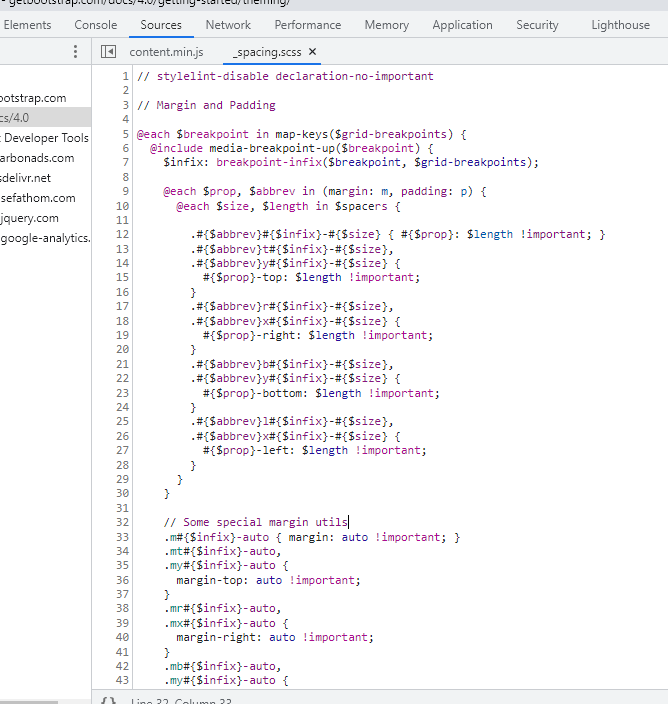 - getbootstrap.com/docs/4.0/getting-started/theming/
Elements Console Sources Network Performance Memory Application Security Lighthouse
content.min.js _spacing.scss ×
ootstrap.com
cs/4.0
Developer Tools
arbonads.com
sdelivr.net
sefathom.com
jquery.com
google-analytics.
1 // stylelint-disable declaration-no-important
2
3 // Margin and Padding
4
5 @each $breakpoint in map-keys($grid-breakpoints) {
6 @include media-breakpoint-up($breakpoint) {
7 $infix: breakpoint-infix($breakpoint, $grid-breakpoints);
8
9 @each $prop, $abbrev in (margin: m, padding: p) {
10 @each $size, $length in $spacers {
11
12 .#{$abbrev}#{$infix}-#{$size} { #{$prop}: $length !important; }
13 .#{$abbrev}t#{$infix}-#{$size},
14 .#{$abbrev}y#{$infix}-#{$size} {
15 #{$prop}-top: $length !important;
16 }
17 .#{$abbrev}r#{$infix}-#{$size},
18 .#{$abbrev}x#{$infix}-#{$size} {
19 #{$prop}-right: $length !important;
20 }
21 .#{$abbrev}b#{$infix}-#{$size},
22 .#{$abbrev}y#{$infix}-#{$size} {
23 #{$prop}-bottom: $length !important;
24 }
25 .#{$abbrev}l#{$infix}-#{$size},
26 .#{$abbrev}x#{$infix}-#{$size} {
27 #{$prop}-left: $length !important;
28 }
29 }
30 }
31
32 // Some special margin utils
33 .m#{$infix}-auto { margin: auto !important; }
34 .mt#{$infix}-auto,
35 .my#{$infix}-auto {
36 margin-top: auto !important;
37 }
38 .mr#{$infix}-auto,
39 .mx#{$infix}-auto {
40 margin-right: auto !important;
41 }
42 .mb#{$infix}-auto,
43 .my#{$infix}-auto {
{} Line 32, Column 33